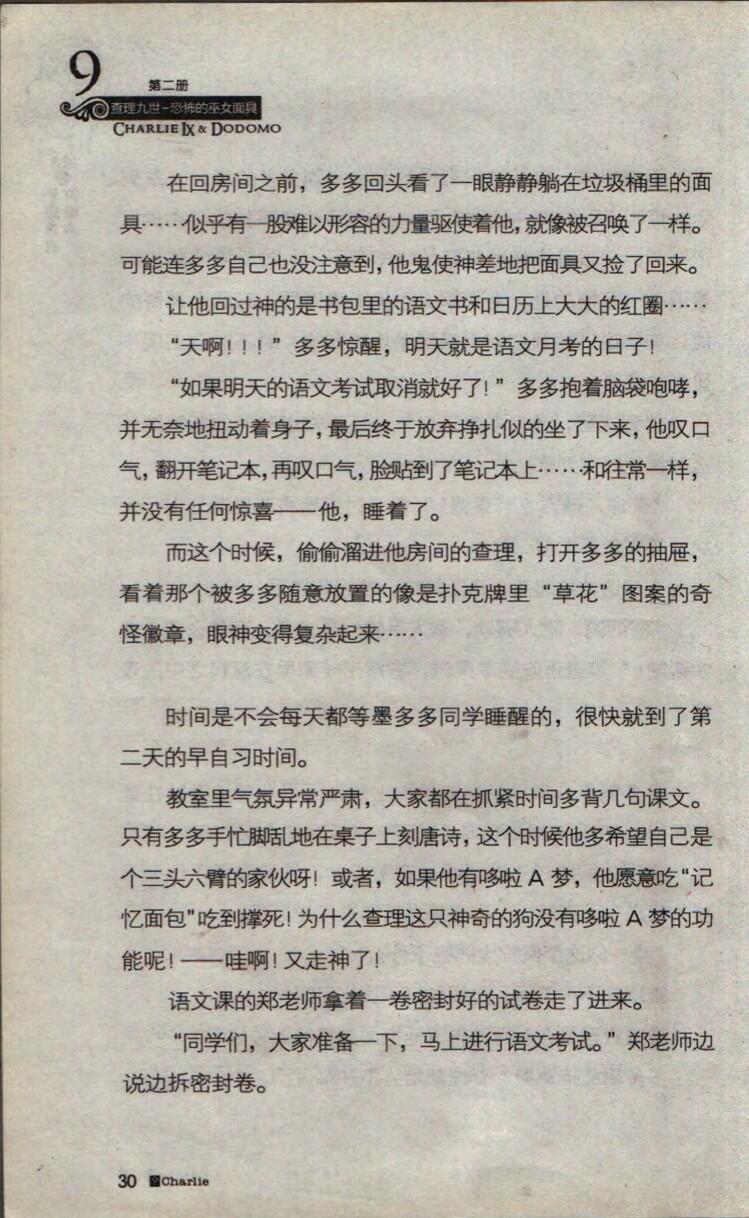 9
第二册
查理九世-恐怖的巫女面具
CHARLIE IX & DODOMO
在回房间之前，多多回头看了一眼静静躺在垃圾桶里的面
具……似乎有一股难以形容的力量驱使着他，就像被召唤了一样。
可能连多多自己也没注意到，他鬼使神差地把面具又捡了回来。
让他回过神的是书包里的语文书和日历上大大的红圈……
“天啊！！！”多多惊醒，明天就是语文月考的日子！
“如果明天的语文考试取消就好了！”多多抱着脑袋咆哮，
并无奈地扭动着身子，最后终于放弃挣扎似的坐了下来，他叹口
气，翻开笔记本，再叹口气，脸贴到了笔记本上……和往常一样，
并没有任何惊喜——他，睡着了。
而这个时候，偷偷溜进他房间的查理，打开多多的抽屉，
看着那个被多多随意放置的像是扑克牌里“草花”图案的奇
怪徽章，眼神变得复杂起来……
时间是不会每天都等墨多多同学睡醒的，很快就到了第
二天的早自习时间。
教室里气氛异常严肃，大家都在抓紧时间多背几句课文。
只有多多手忙脚乱地在桌子上刻唐诗，这个时候他多希望自己是
个三头六臂的家伙呀！或者，如果他有哆啦 A 梦，他愿意吃“记
忆面包”吃到撑死！为什么查理这只神奇的狗没有哆啦 A 梦的功
能呢！——哇啊！又走神了！
语文课的郑老师拿着一卷密封好的试卷走了进来。
“同学们，大家准备一下，马上进行语文考试。”郑老师边
说边拆密封卷。
30 Charlie